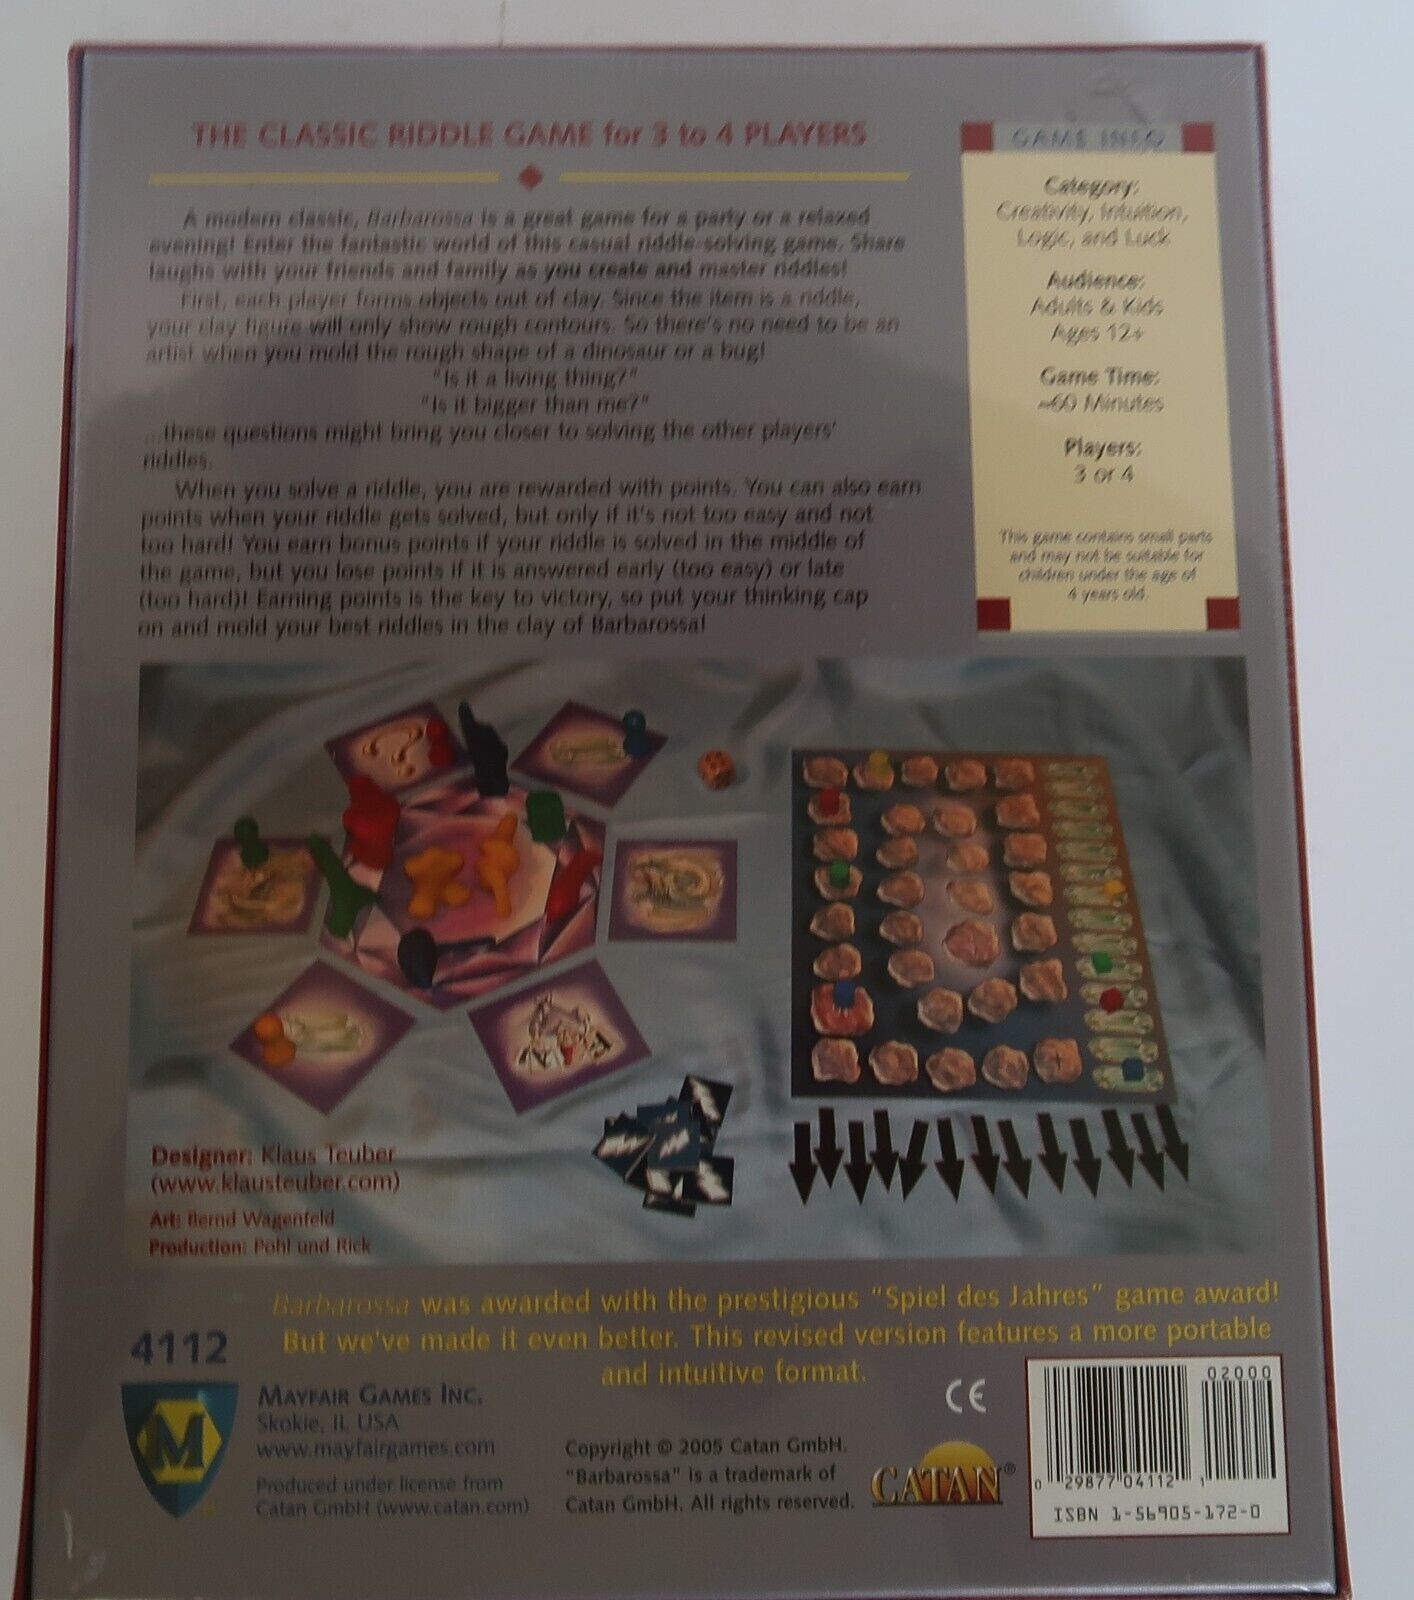 THE CLASSIC RIDDLE GAME for 3 to 4 PLAYERS
A modern classic, Barbarossa is a great game for a party or a relaxed
evening! Enter the fantastic world of this casual riddle-solving game. Share
laughs with your friends and family as you create and master riddles!
First, each player forms objects out of clay. Since the item is a riddle,
your clay figure will only show rough contours. So there's no need to be an
artist when you mold the rough shape of a dinosaur or a bug!
"Is it a living thing?"
"Is it bigger than me?"
...these questions might bring you closer to solving the other players'
riddles.
When you solve a riddle, you are rewarded with points. You can also earn
points when your riddle gets solved, but only if it's not too easy and not
too hard! You earn bonus points if your riddle is solved in the middle of
the game, but you lose points if it is answered early (too easy) or late
(too hard)! Earning points is the key to victory, so put your thinking cap
on and mold your best riddles in the clay of Barbarossa!
GAME INFO
Category:
Creativity, Intuition,
Logic, and Luck
Audience:
Adults & Kids
Ages 12+
Game Time:
~60 Minutes
Players:
3 or 4
This game contains small parts
and may not be suitable for
children under the age of
4 years old.
Designer: Klaus Teuber
(www.klausteuber.com)
Art: Bernd Wagenfeld
Production: Pohl und Rick
Barbarossa was awarded with the prestigious "Spiel des Jahres" game award!
But we've made it even better. This revised version features a more portable
and intuitive format.
4112
M
MAYFAIR GAMES INC.
Skokie, IL USA
www.mayfairgames.com
Produced under license from
Catan GmbH (www.catan.com)
Copyright © 2005 Catan GmbH.
"Barbarossa" is a trademark of
Catan GmbH. All rights reserved.
CE
CATAN®
02000
0 29877 04112 1
ISBN 1-56905-172-0